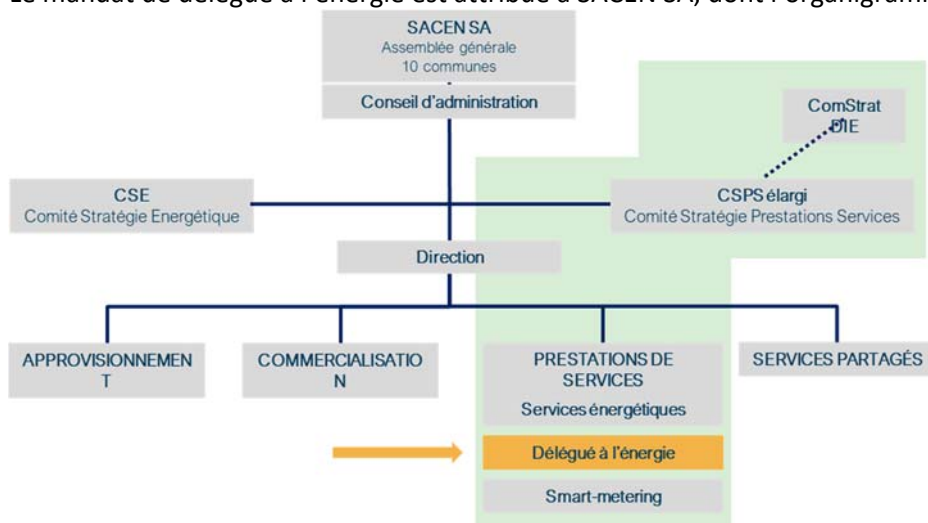 Le mandat de délégué à l'énergie est attribué à SACEN SA, dont l'organigram
SACEN SA
Assemblée générale
10 communes
Conseil d'administration
ComStrat
DIE
CSE
Comité Stratégie Energétique
CSPS élargi
Comité Stratégie Prestations Services
Direction
APPROVISIONNEMEN
T
COMMERCIALISATIO
N
PRESTATIONS DE
SERVICES
Services énergétiques
SERVICES PARTAGÉS
Délégué à l'énergie
Smart-metering